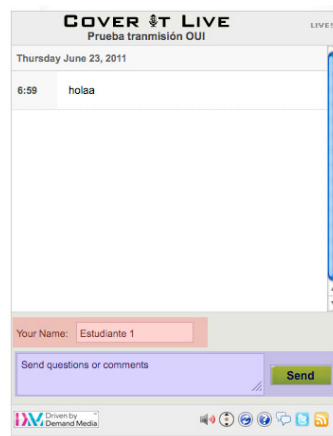 COVER IT LIVE
LIVE!
Prueba tranmisión OUI
Thursday June 23, 2011
6:59 holaa
Your Name: Estudiante 1
Send questions or comments
Send
Driven by
Demand Media